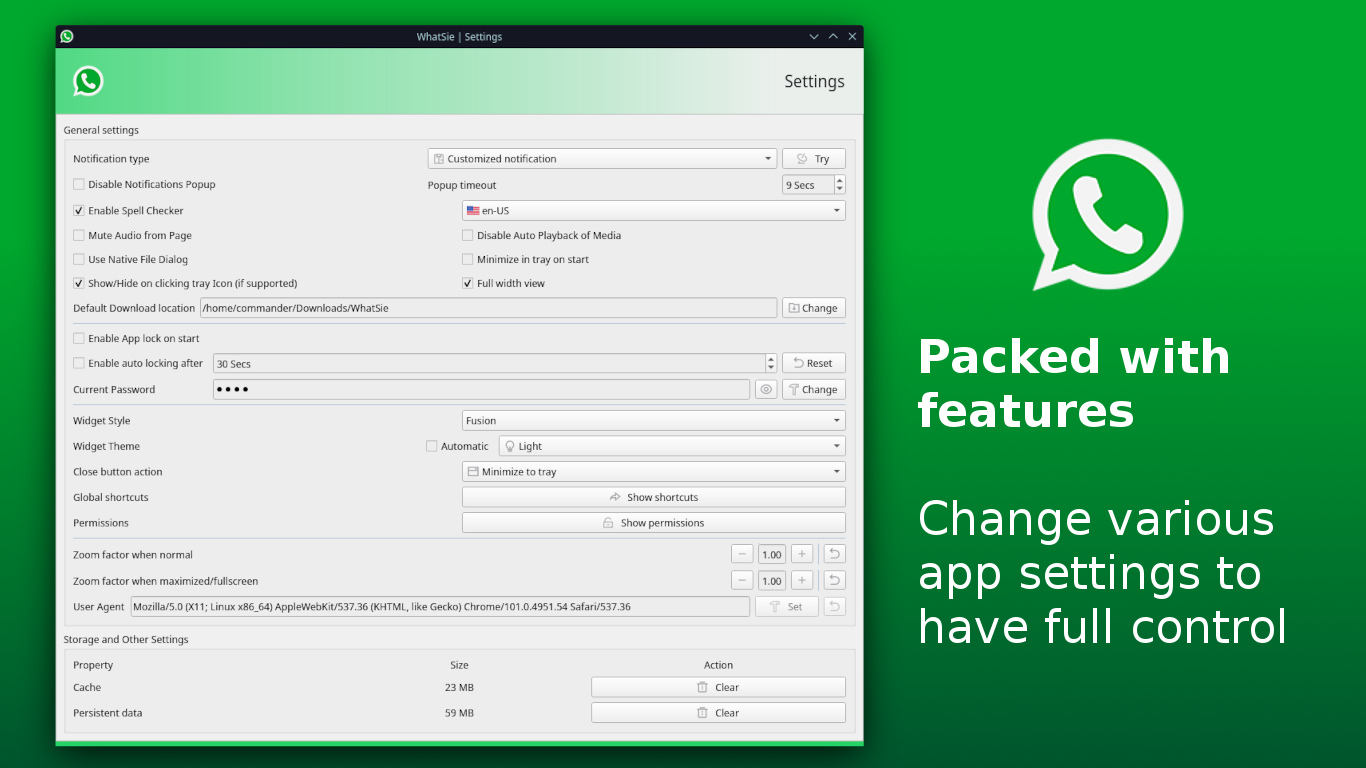 WhatSie | Settings
Settings
General settings
Notification type Customized notification Try
Disable Notifications Popup Popup timeout 9 Secs
Enable Spell Checker en-US
Mute Audio from Page Disable Auto Playback of Media
Use Native File Dialog Minimize in tray on start
Show/Hide on clicking tray Icon (if supported) Full width view
Default Download location /home/commander/Downloads/WhatSie Change
Enable App lock on start
Enable auto locking after 30 Secs Reset
Current Password ●●●● Change
Widget Style Fusion
Widget Theme Automatic Light
Close button action Minimize to tray
Global shortcuts Show shortcuts
Permissions Show permissions
Zoom factor when normal − 1.00 +
Zoom factor when maximized/fullscreen − 1.00 +
User Agent Mozilla/5.0 (X11; Linux x86_64) AppleWebKit/537.36 (KHTML, like Gecko) Chrome/101.0.4951.54 Safari/537.36 Set
Storage and Other Settings
Property Size Action
Cache 23 MB Clear
Persistent data 59 MB Clear
Packed with
features
Change various
app settings to
have full control